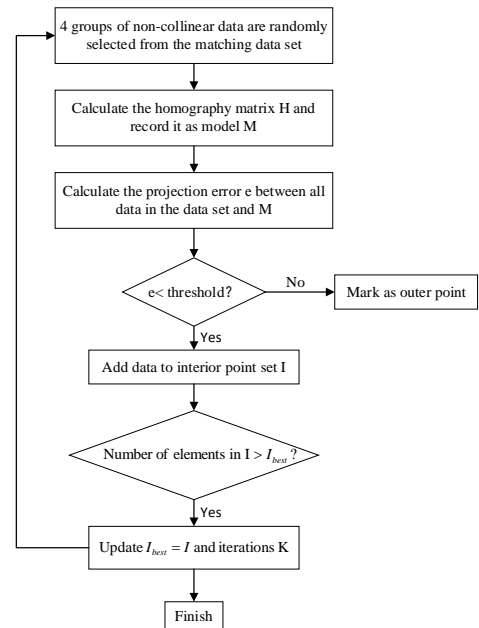 4 groups of non-collinear data are randomly
selected from the matching data set
Calculate the homography matrix H and
record it as model M
Calculate the projection error e between all
data in the data set and M
e< threshold?
No
Mark as outer point
Yes
Add data to interior point set I
Number of elements in I > I_best ?
Yes
Update I_best = I and iterations K
Finish